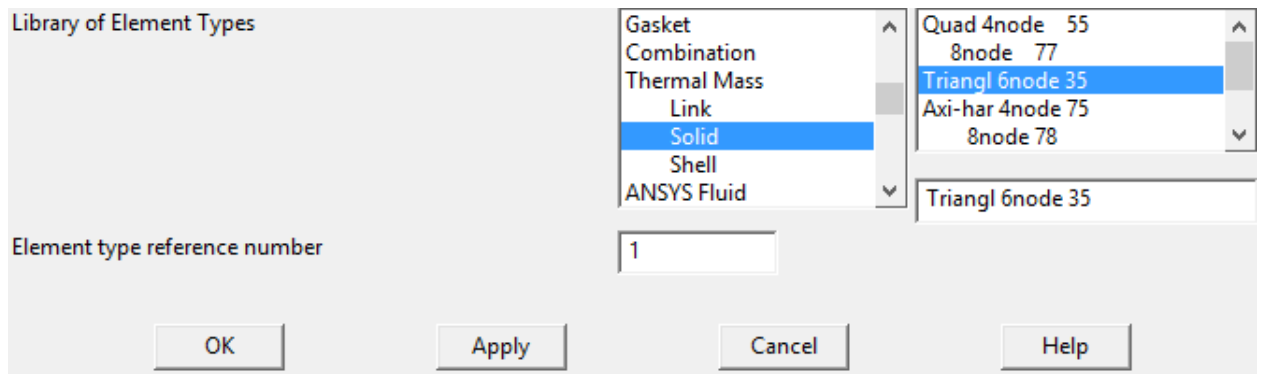 Library of Element Types
Gasket
Combination
Thermal Mass
Link
Solid
Shell
ANSYS Fluid
Quad 4node 55
8node 77
Triangl 6node 35
Axi-har 4node 75
8node 78
Triangl 6node 35
Element type reference number
1
OK
Apply
Cancel
Help